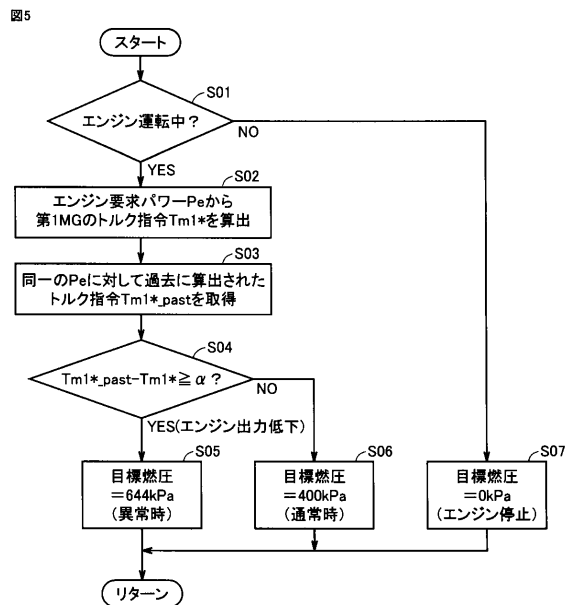 図5
スタート
S01
エンジン運転中？
NO
YES
S02
エンジン要求パワーPeから
第1MGのトルク指令Tm1*を算出
S03
同一のPeに対して過去に算出された
トルク指令Tm1*_pastを取得
S04
Tm1*_past-Tm1*≧α？
NO
YES(エンジン出力低下)
S05
目標燃圧
=644kPa
(異常時)
S06
目標燃圧
=400kPa
(通常時)
S07
目標燃圧
=0kPa
(エンジン停止)
リターン